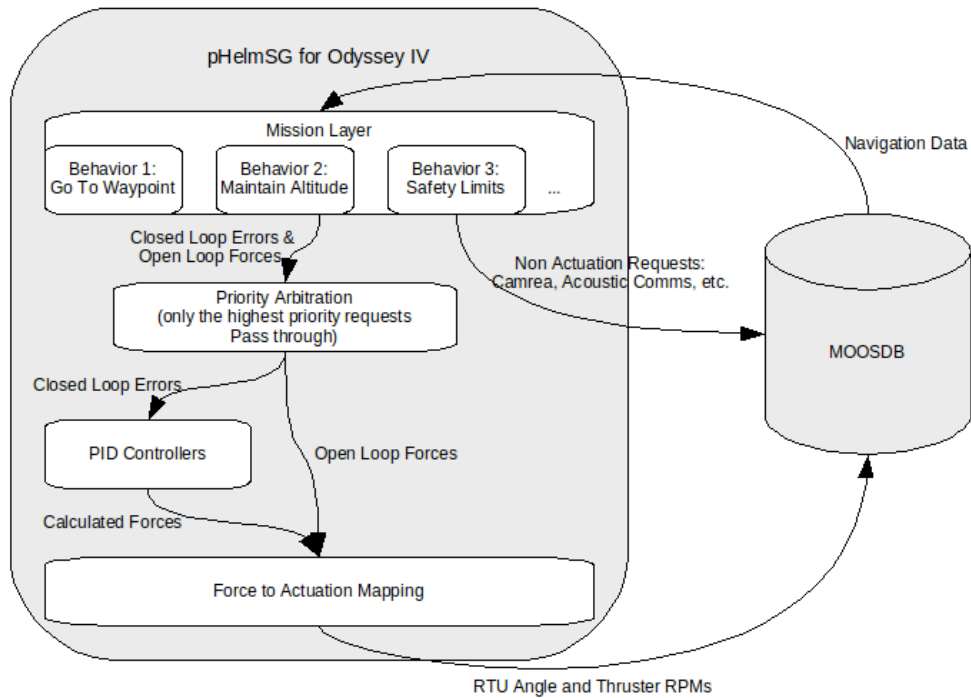 pHelmSG for Odyssey IV
Mission Layer
Behavior 1:
Go To Waypoint
Behavior 2:
Maintain Altitude
Behavior 3:
Safety Limits
...
Navigation Data
Closed Loop Errors &
Open Loop Forces
Non Actuation Requests:
Camrea, Acoustic Comms, etc.
Priority Arbitration
(only the highest priority requests
Pass through)
MOOSDB
Closed Loop Errors
PID Controllers
Open Loop Forces
Calculated Forces
Force to Actuation Mapping
RTU Angle and Thruster RPMs